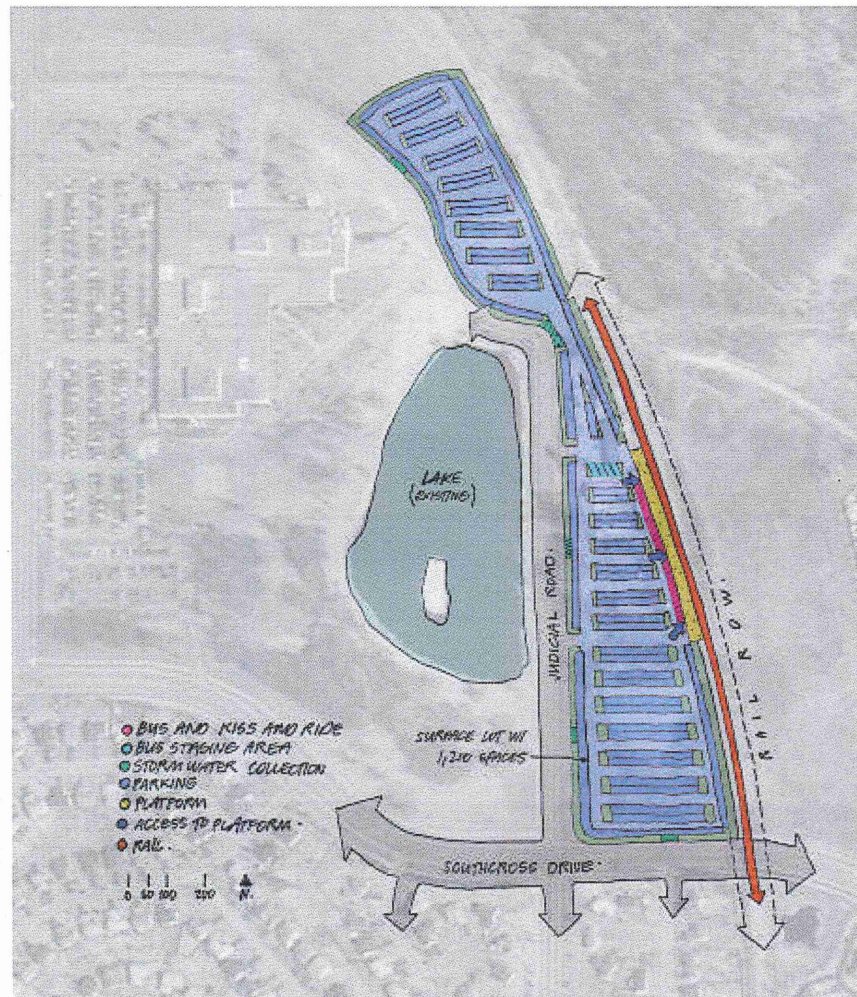 LAKE
(EXISTING)
JUDICIAL ROAD.
RAIL ROW.
SURFACE LOT W/
1,210 SPACES
BUS AND KISS AND RIDE
BUS STAGING AREA
STORM WATER COLLECTION
PARKING
PLATFORM
ACCESS TO PLATFORM.
RAIL.
0 50 100 200 N.
SOUTHCROSS DRIVE.